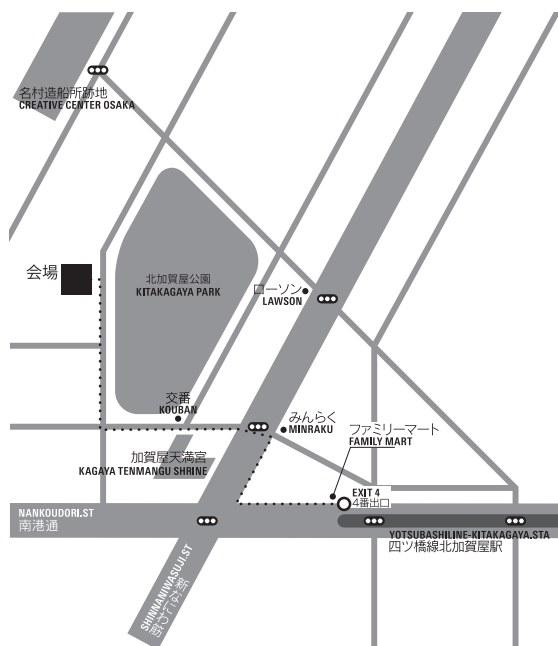 名村造船所跡地
CREATIVE CENTER OSAKA
会場
北加賀屋公園
KITAKAGAYA PARK
ローソン
LAWSON
交番
KOUBAN
みんらく
MINRAKU
ファミリーマート
FAMILY MART
加賀屋天満宮
KAGAYA TENMANGU SHRINE
EXIT 4
4番出口
NANKOUDORI.ST
南港通
YOTSUBASHILINE-KITAKAGAYA.STA
四ツ橋線北加賀屋駅
SHINNANIWASUJI.ST
新なにわ筋